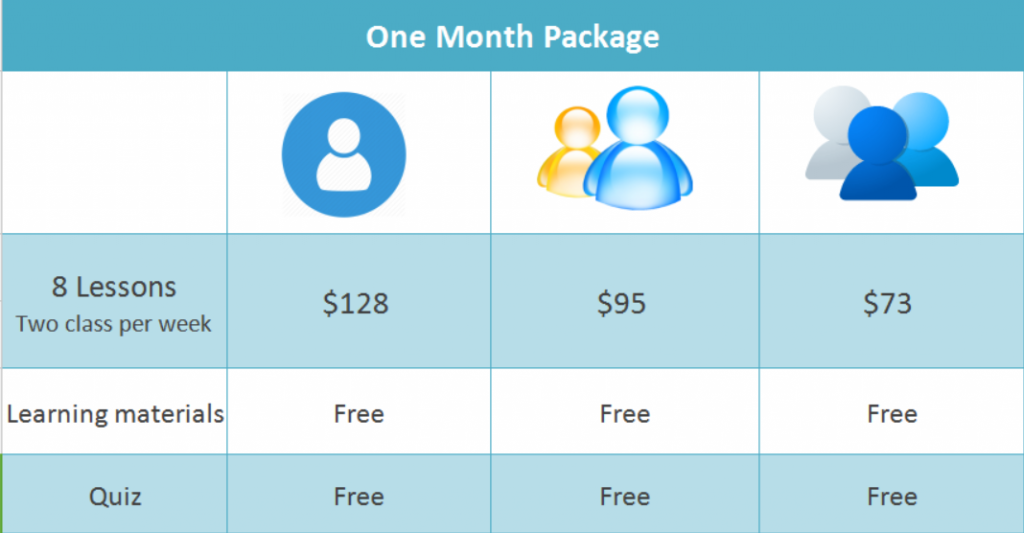 One Month Package
8 Lessons
Two class per week
$128
$95
$73
Learning materials
Free
Free
Free
Quiz
Free
Free
Free